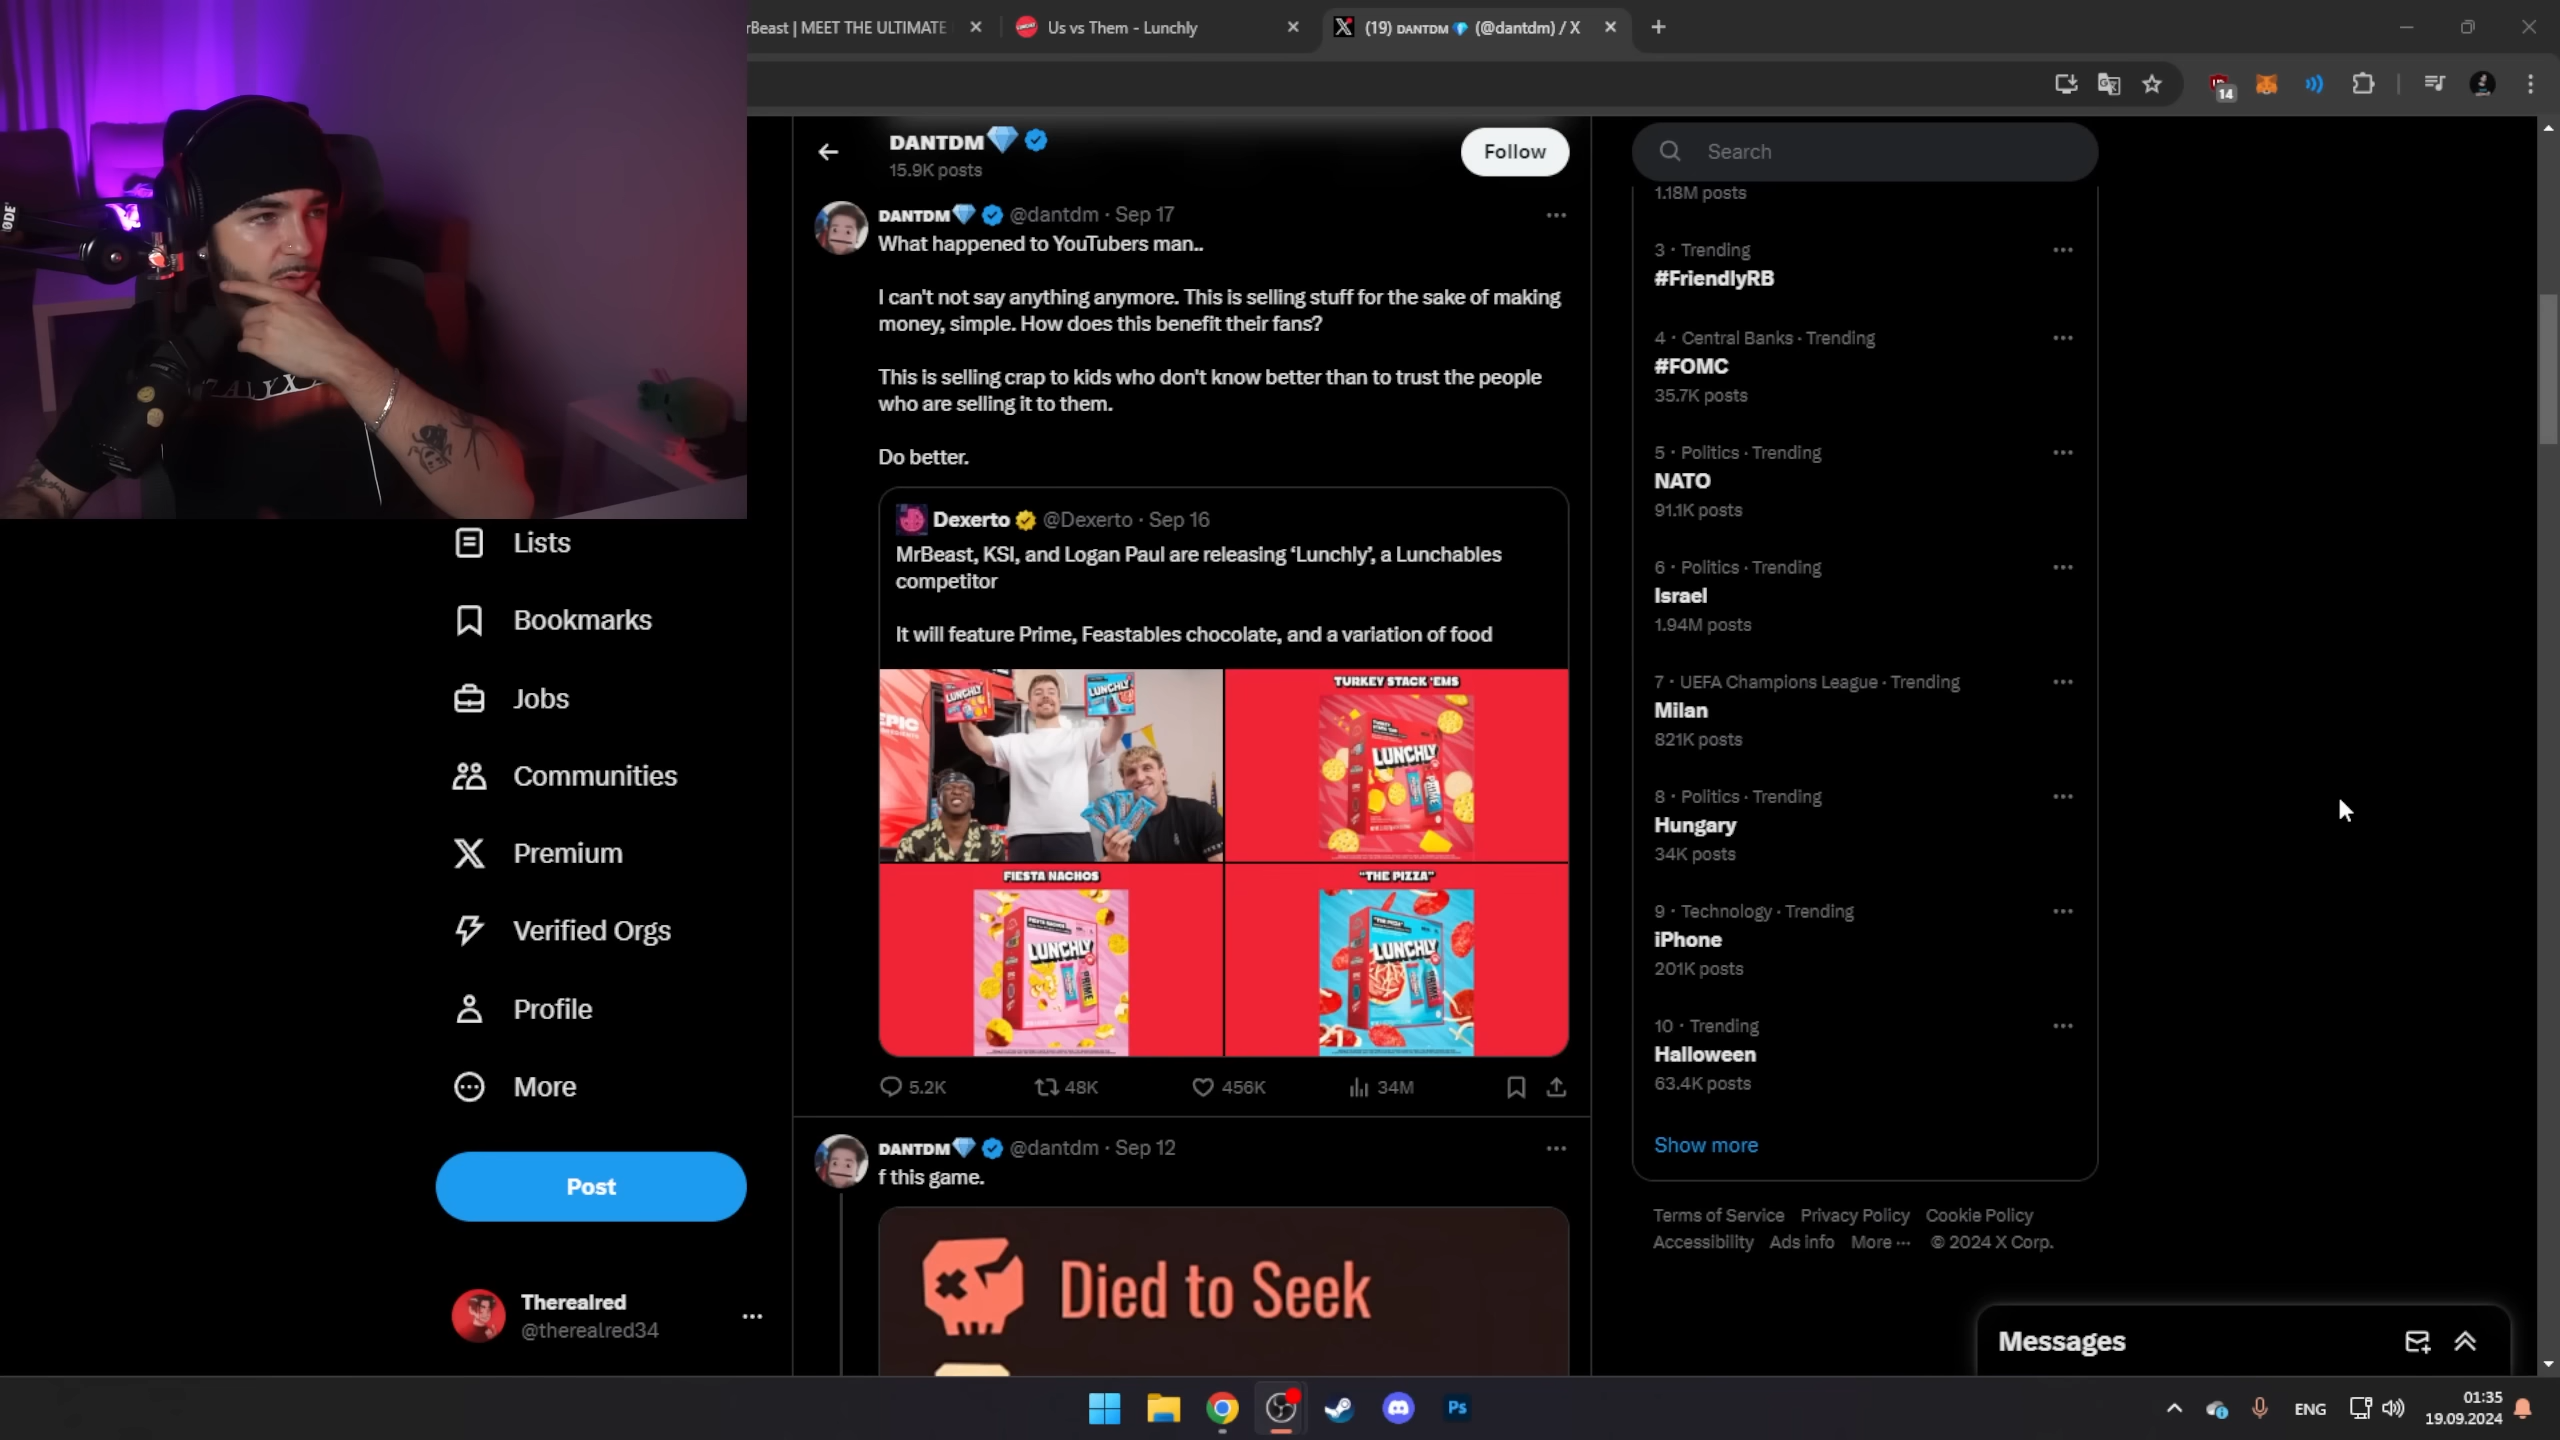 rBeast | MEET THE ULTIMATE
Us vs Them - Lunchly
(19) DANTDM💎 (@dantdm) / X
14
DANTDM💎
15.9K posts
Follow
Search
DANTDM💎 @dantdm · Sep 17
What happened to YouTubers man..
I can't not say anything anymore. This is selling stuff for the sake of making
money, simple. How does this benefit their fans?
This is selling crap to kids who don't know better than to trust the people
who are selling it to them.
Do better.
Dexerto @Dexerto · Sep 16
MrBeast, KSI, and Logan Paul are releasing ‘Lunchly’, a Lunchables
competitor
It will feature Prime, Feastables chocolate, and a variation of food
EPIC
LUNCHLY
LUNCHLY
TURKEY STACK 'EMS
LUNCHLY
PRIME
FIESTA NACHOS
LUNCHLY
PRIME
"THE PIZZA"
LUNCHLY
PRIME
5.2K
48K
456K
34M
DANTDM💎 @dantdm · Sep 12
f this game.
Died to Seek
Lists
Bookmarks
Jobs
Communities
Premium
Verified Orgs
Profile
More
Post
Therealred
@therealred34
1.18M posts
3 · Trending
#FriendlyRB
4 · Central Banks · Trending
#FOMC
35.7K posts
5 · Politics · Trending
NATO
91.1K posts
6 · Politics · Trending
Israel
1.94M posts
7 · UEFA Champions League · Trending
Milan
821K posts
8 · Politics · Trending
Hungary
34K posts
9 · Technology · Trending
iPhone
201K posts
10 · Trending
Halloween
63.4K posts
Show more
Terms of Service Privacy Policy Cookie Policy
Accessibility Ads info More ··· © 2024 X Corp.
Messages
Ps
ENG
01:35
19.09.2024